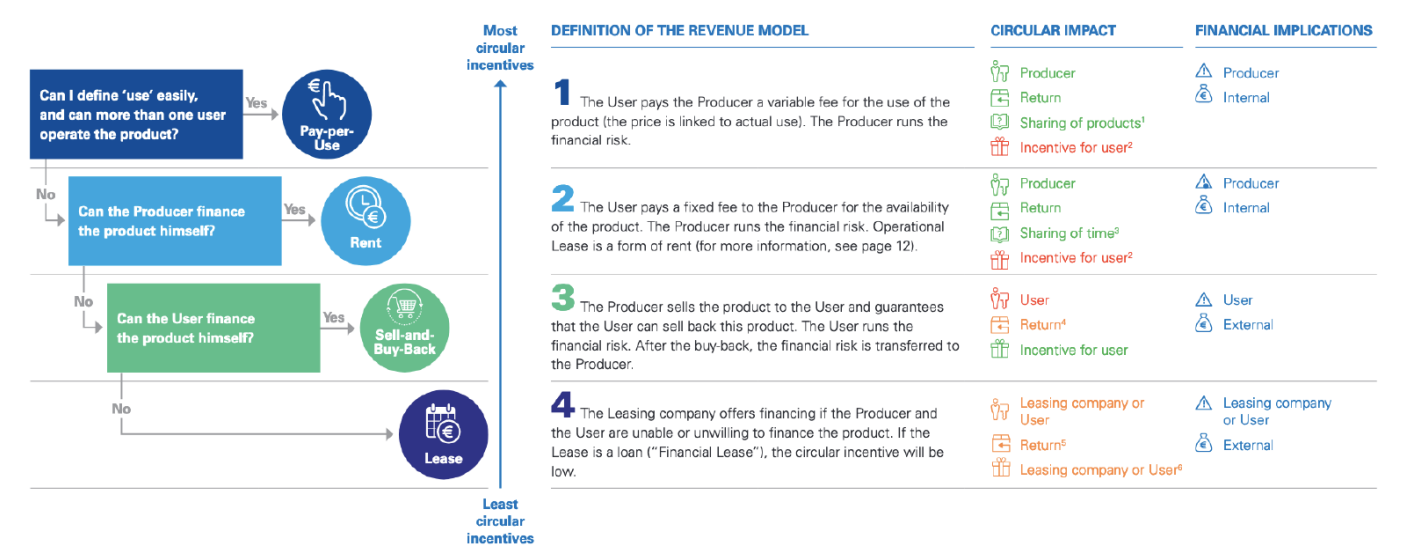 Most
circular
incentives
DEFINITION OF THE REVENUE MODEL
CIRCULAR IMPACT
FINANCIAL IMPLICATIONS
Can I define ‘use’ easily,
and can more than one user
operate the product?
Yes
€
Pay-per-
Use
1 The User pays the Producer a variable fee for the use of the
product (the price is linked to actual use). The Producer runs the
financial risk.
Producer
Return
? Sharing of products¹
Incentive for user²
Producer
€ Internal
No
Can the Producer finance
the product himself?
Yes
€
Rent
2 The User pays a fixed fee to the Producer for the availability
of the product. The Producer runs the financial risk. Operational
Lease is a form of rent (for more information, see page 12).
Producer
Return
? Sharing of time³
Incentive for user²
Producer
€ Internal
No
Can the User finance
the product himself?
Yes
Sell-and-
Buy-Back
3 The Producer sells the product to the User and guarantees
that the User can sell back this product. The User runs the
financial risk. After the buy-back, the financial risk is transferred to
the Producer.
User
Return⁴
Incentive for user
User
€ External
No
€
Lease
4 The Leasing company offers financing if the Producer and
the User are unable or unwilling to finance the product. If the
Lease is a loan (“Financial Lease”), the circular incentive will be
low.
Leasing company or
User
Return⁵
Leasing company or User⁶
Leasing company
or User
€ External
Least
circular
incentives